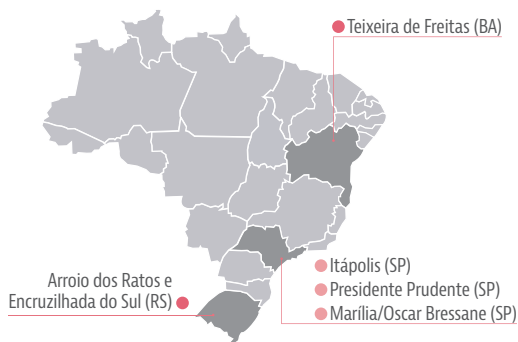 Teixeira de Freitas (BA)
Itápolis (SP)
Presidente Prudente (SP)
Marília/Oscar Bressane (SP)
Arroio dos Ratos e
Encruzilhada do Sul (RS)